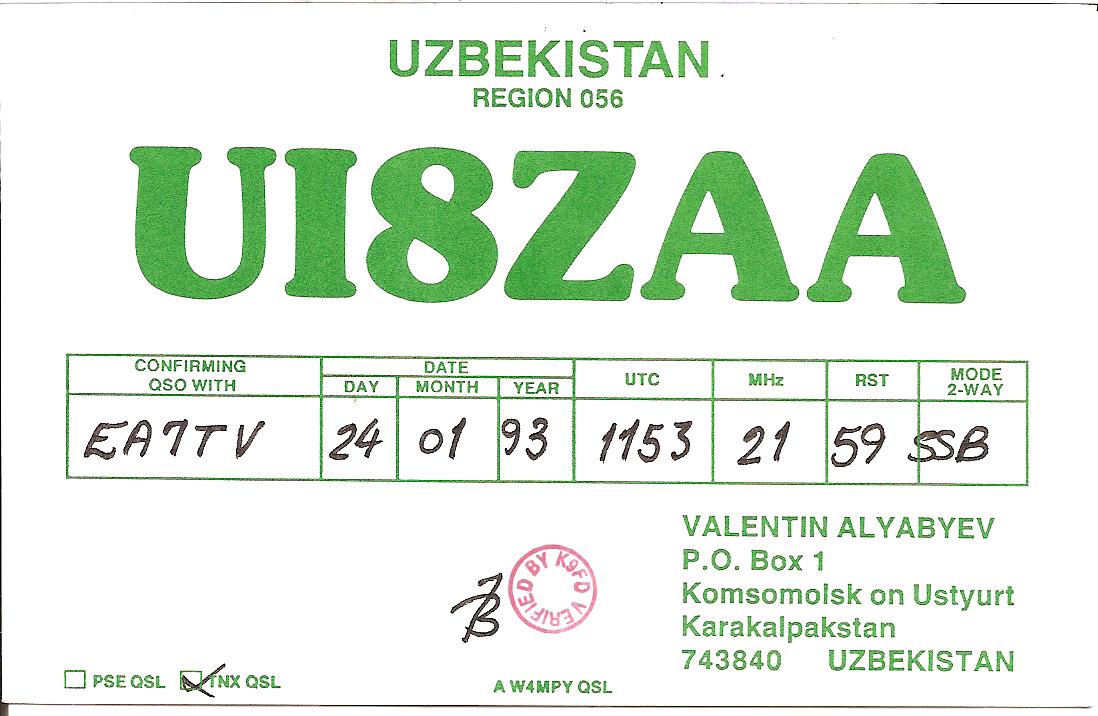 UZBEKISTAN
REGION 056
UI8ZAA
CONFIRMING QSO WITH DATE DAY MONTH YEAR UTC MHz RST MODE 2-WAY
EA7TV 24 01 93 1153 21 59 SSB
VALENTIN ALYABYEV
P.O. Box 1
Komsomolsk on Ustyurt
Karakalpakstan
743840 UZBEKISTAN
VERIFIED BY K9FD
PSE QSL TNX QSL
A W4MPY QSL